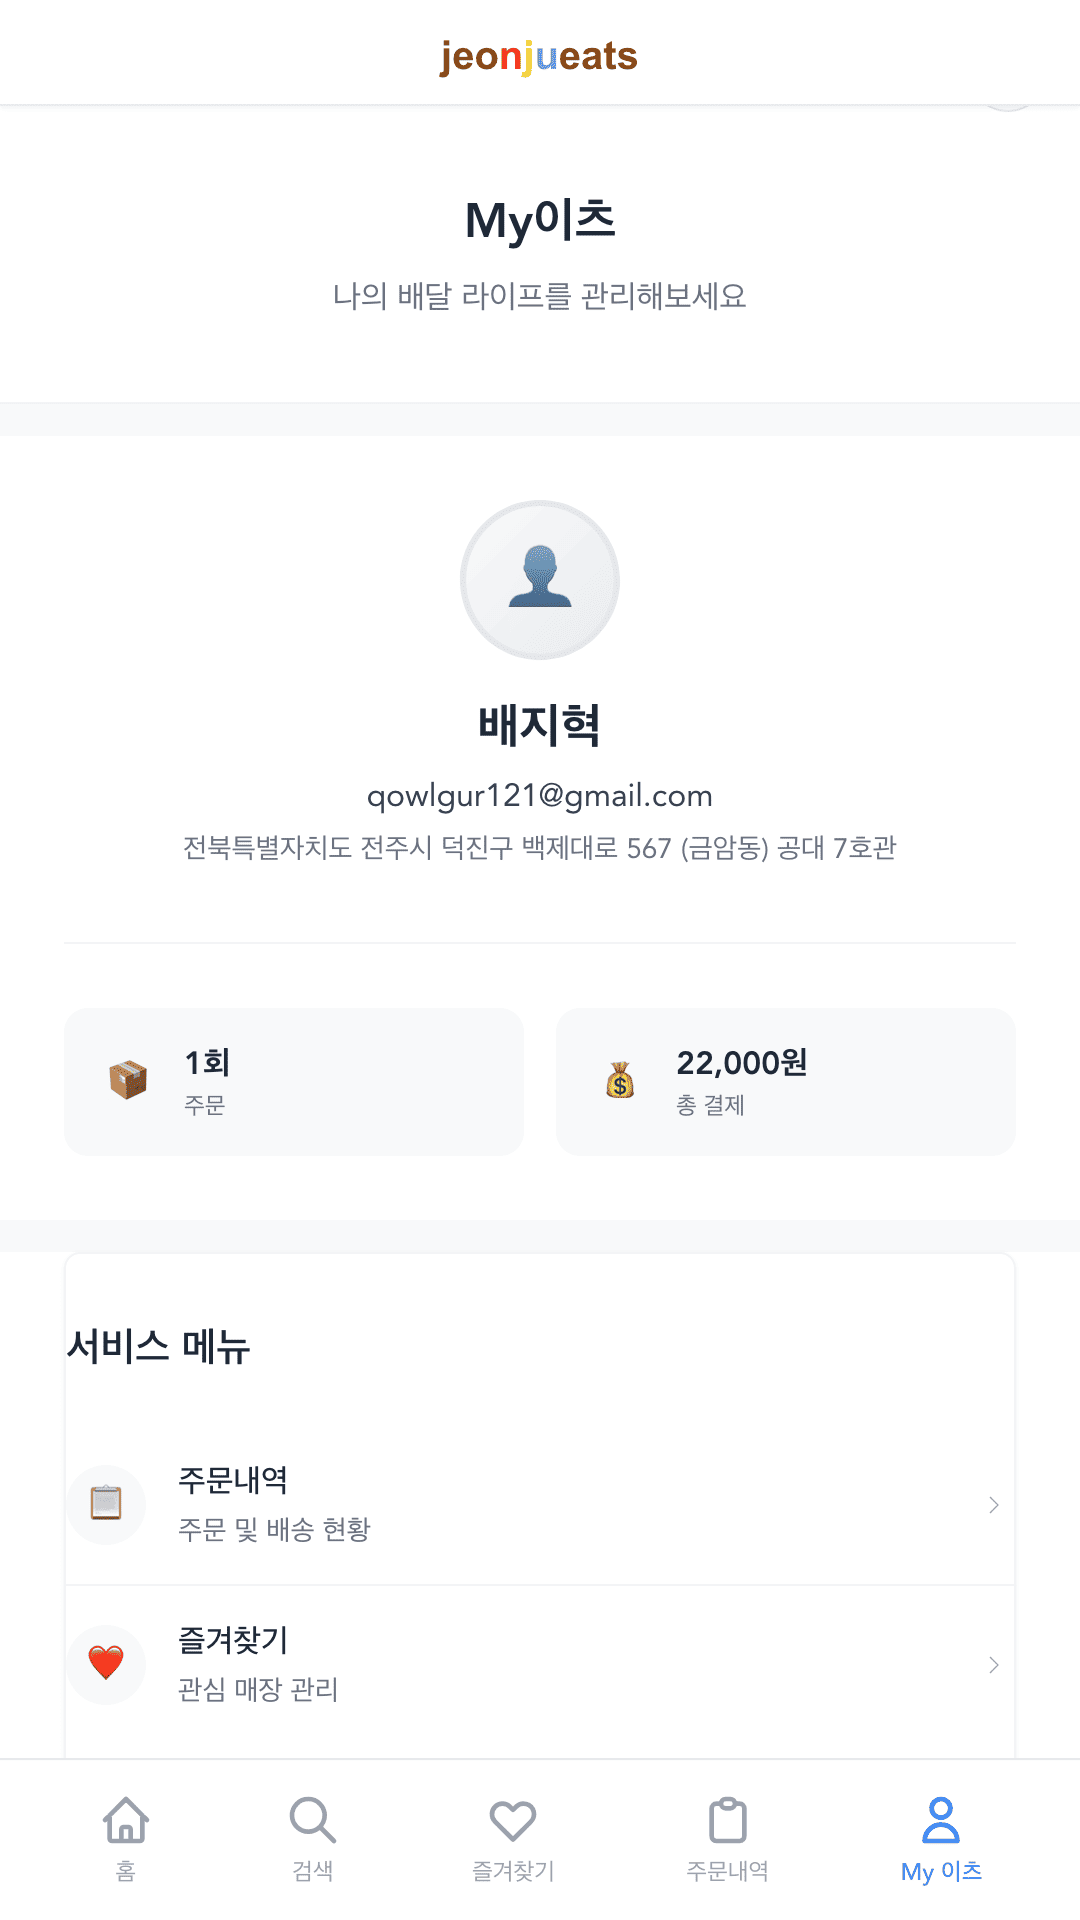 jeonjueats
My이츠
나의 배달 라이프를 관리해보세요
배지혁
qowlgur121@gmail.com
전북특별자치도 전주시 덕진구 백제대로 567 (금암동) 공대 7호관
1회
주문
22,000원
총 결제
서비스 메뉴
주문내역
주문 및 배송 현황
즐겨찾기
관심 매장 관리
홈
검색
즐겨찾기
주문내역
My 이츠